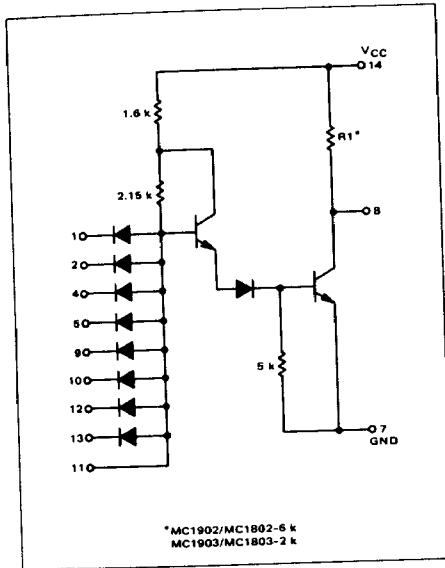 VCC
14
1.6 k
R1*
2.15 k
8
1
2
4
5
9
10
12
13
11
5 k
7
GND
*MC1902/MC1802-6 k
MC1903/MC1803-2 k